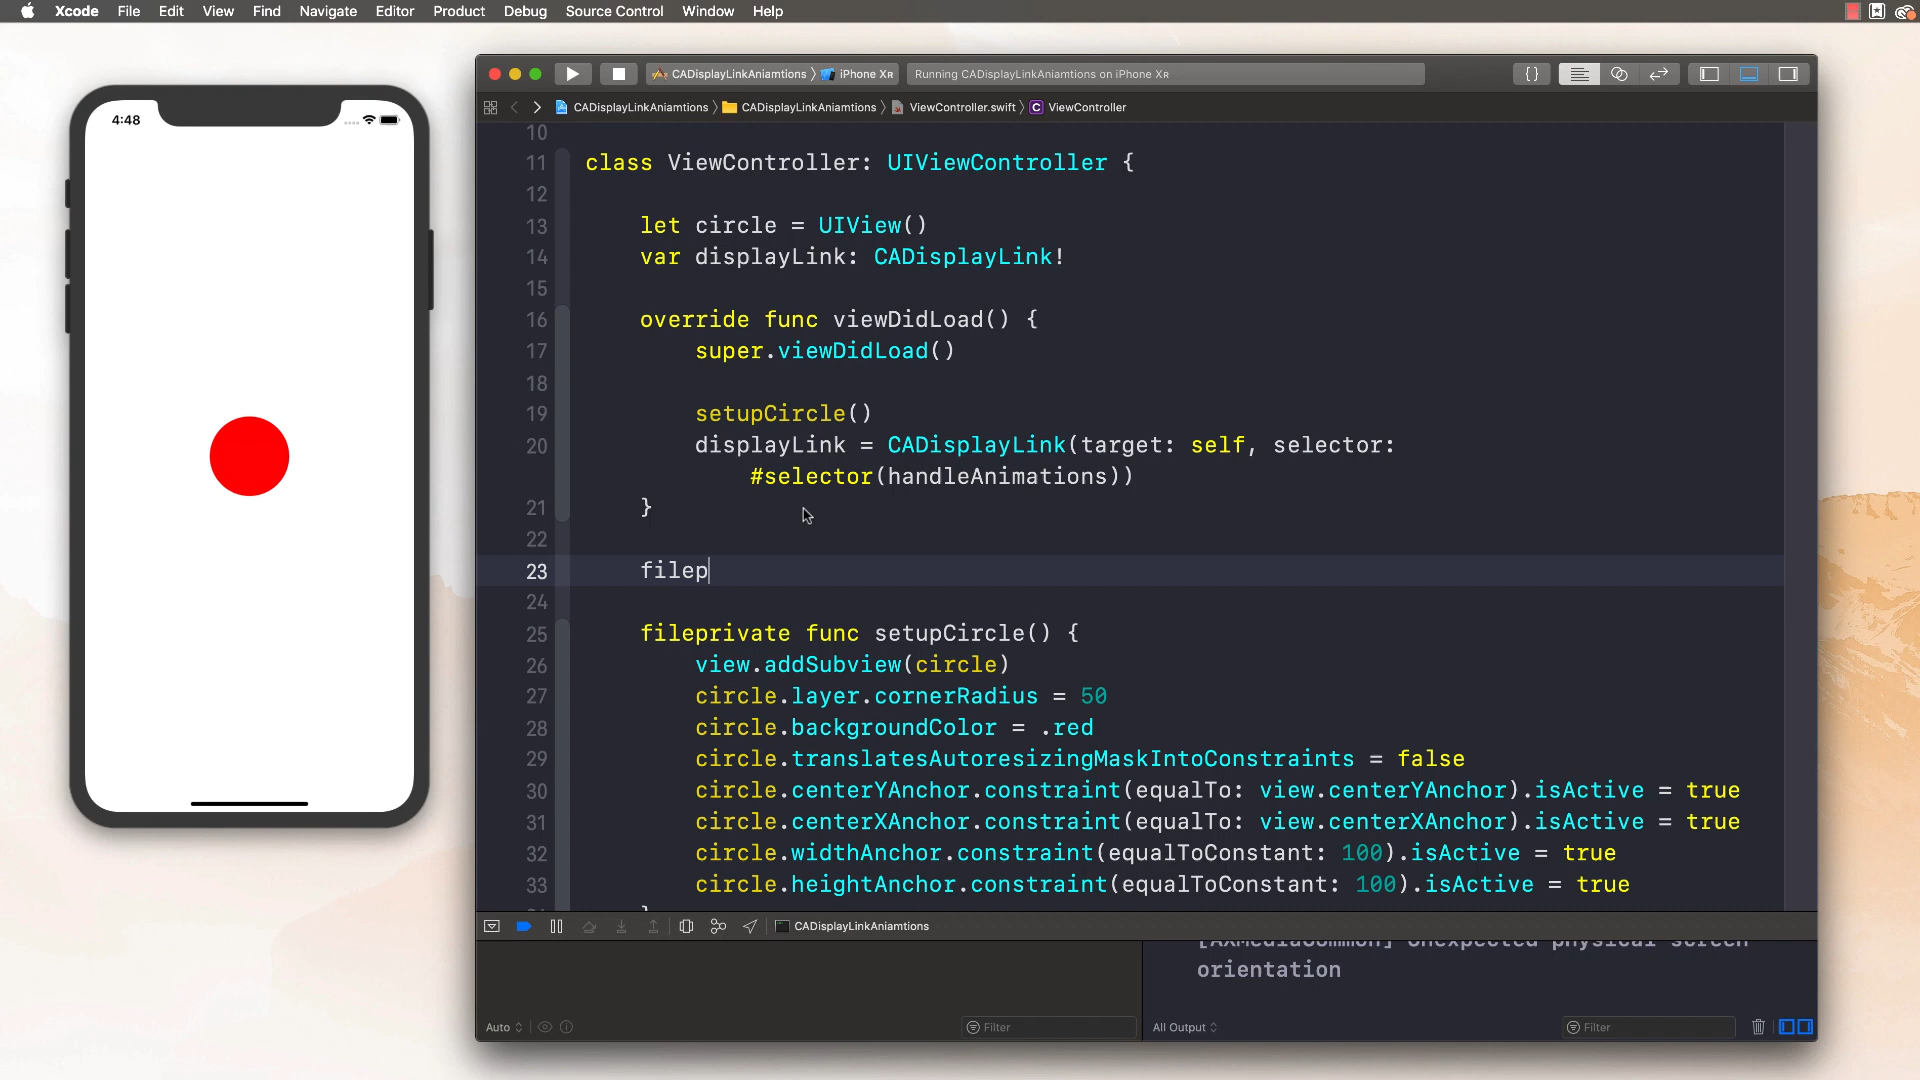 Xcode File Edit View Find Navigate Editor Product Debug Source Control Window Help
4:48
CADisplayLinkAniamtions iPhone XR Running CADisplayLinkAniamtions on iPhone XR
CADisplayLinkAniamtions CADisplayLinkAniamtions ViewController.swift C ViewController
10
11 class ViewController: UIViewController {
12
13 let circle = UIView()
14 var displayLink: CADisplayLink!
15
16 override func viewDidLoad() {
17 super.viewDidLoad()
18
19 setupCircle()
20 displayLink = CADisplayLink(target: self, selector:
#selector(handleAnimations))
21 }
22
23 filep
24
25 fileprivate func setupCircle() {
26 view.addSubview(circle)
27 circle.layer.cornerRadius = 50
28 circle.backgroundColor = .red
29 circle.translatesAutoresizingMaskIntoConstraints = false
30 circle.centerYAnchor.constraint(equalTo: view.centerYAnchor).isActive = true
31 circle.centerXAnchor.constraint(equalTo: view.centerXAnchor).isActive = true
32 circle.widthAnchor.constraint(equalToConstant: 100).isActive = true
33 circle.heightAnchor.constraint(equalToConstant: 100).isActive = true
CADisplayLinkAniamtions
[AXMediaCommon] Unexpected physical screen
orientation
Auto Filter All Output Filter